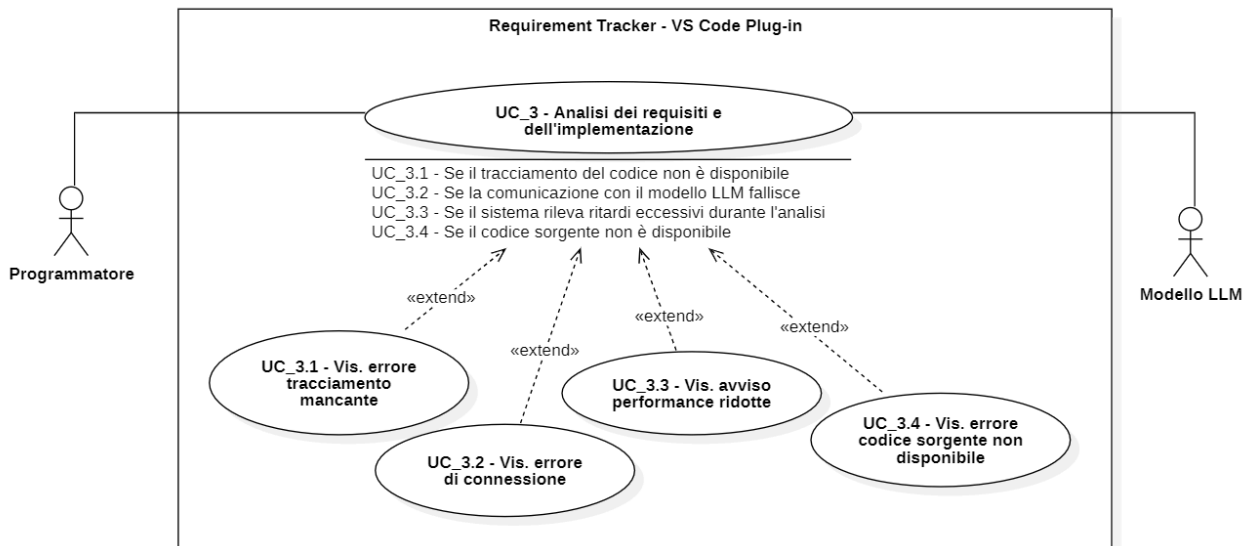 Requirement Tracker - VS Code Plug-in
UC_3 - Analisi dei requisiti e
dell'implementazione
UC_3.1 - Se il tracciamento del codice non è disponibile
UC_3.2 - Se la comunicazione con il modello LLM fallisce
UC_3.3 - Se il sistema rileva ritardi eccessivi durante l'analisi
UC_3.4 - Se il codice sorgente non è disponibile
Programmatore
Modello LLM
«extend»
«extend»
«extend»
«extend»
UC_3.1 - Vis. errore
tracciamento
mancante
UC_3.2 - Vis. errore
di connessione
UC_3.3 - Vis. avviso
performance ridotte
UC_3.4 - Vis. errore
codice sorgente non
disponibile